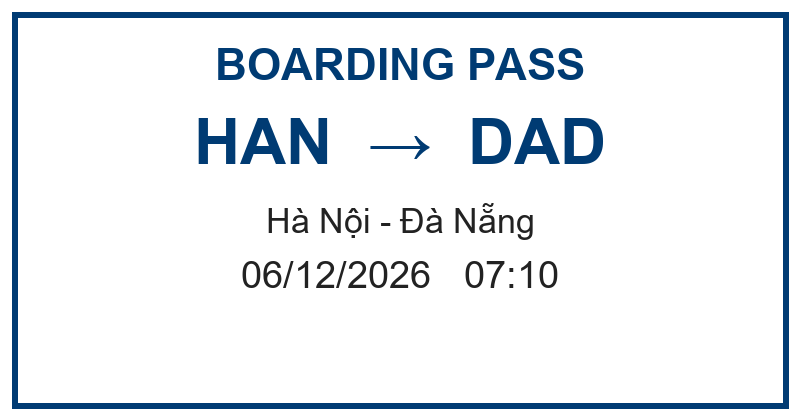 BOARDING PASS
HAN → DAD
Hà Nội - Đà Nẵng
06/12/2026 07:10